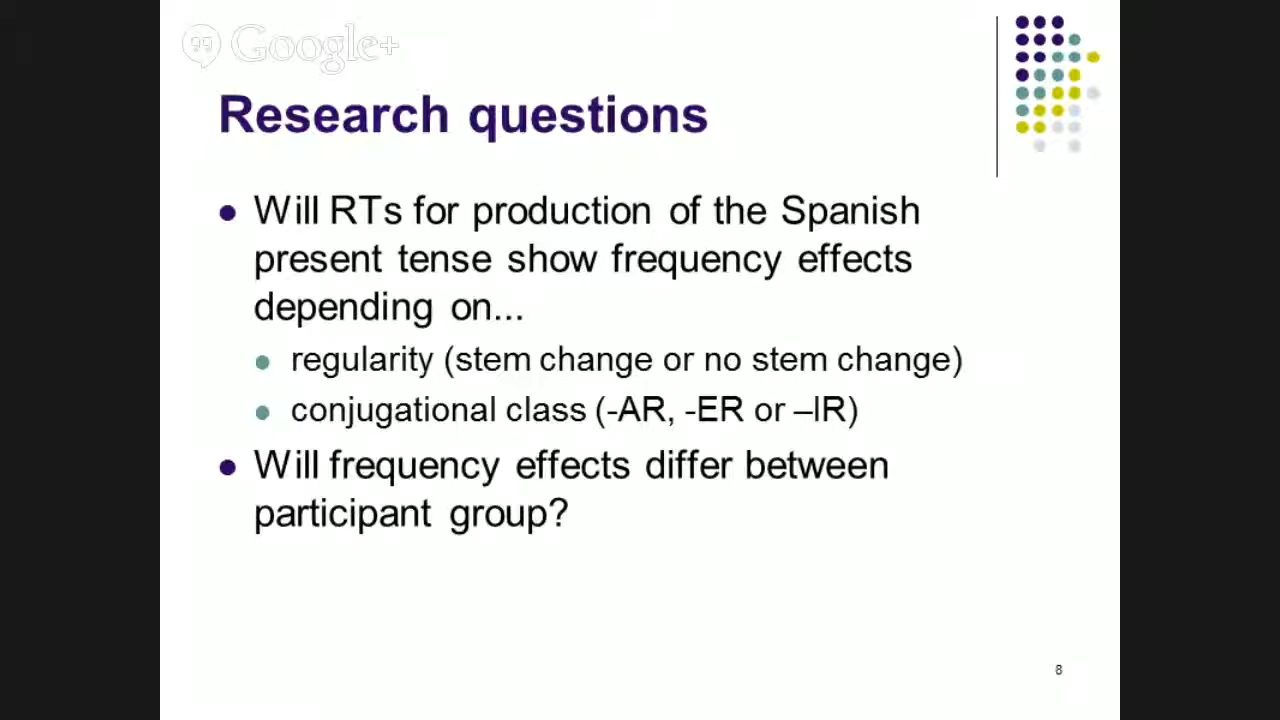 Google+
Research questions
Will RTs for production of the Spanish
present tense show frequency effects
depending on...
regularity (stem change or no stem change)
conjugational class (-AR, -ER or –IR)
Will frequency effects differ between
participant group?
8